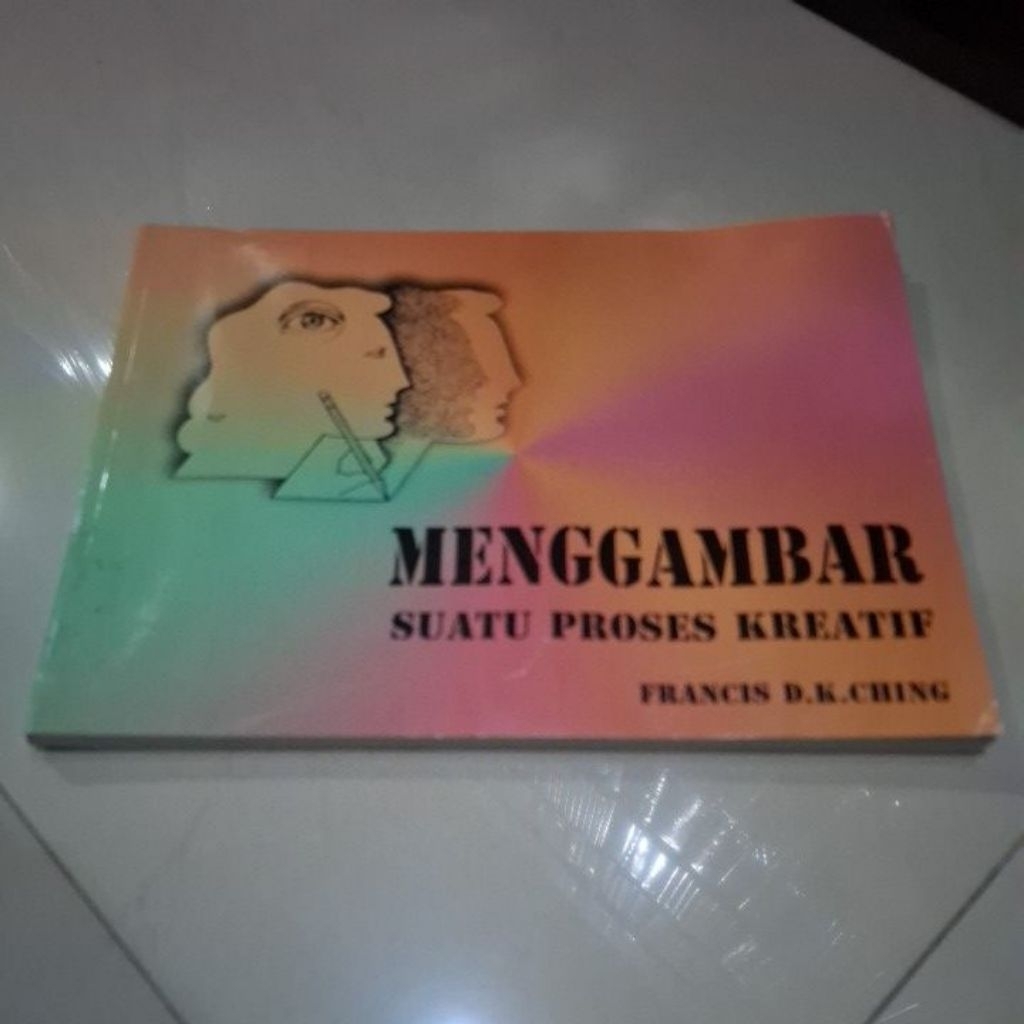 MENGGAMBAR
SUATU PROSES KREATIF
FRANCIS D.K.CHING